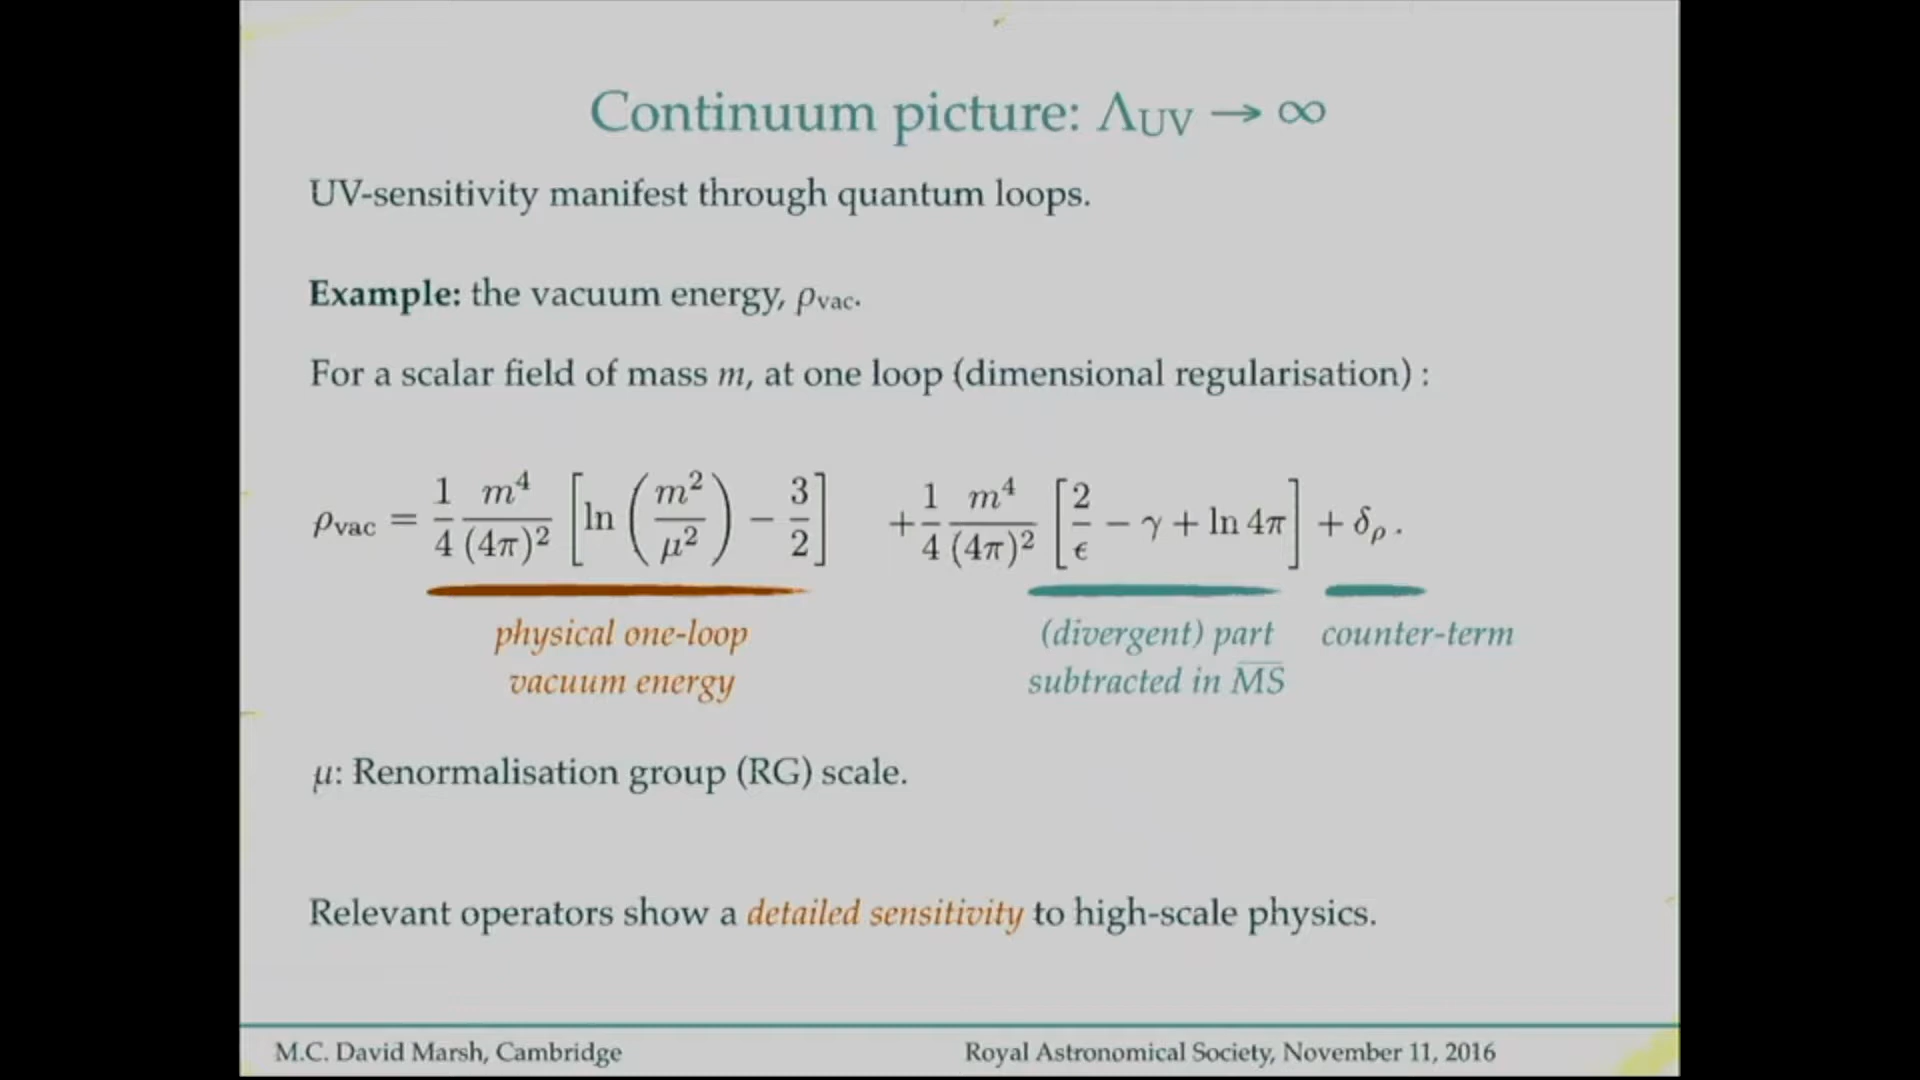 Continuum picture: Λ_UV → ∞
UV-sensitivity manifest through quantum loops.
Example: the vacuum energy, ρ_vac.
For a scalar field of mass m, at one loop (dimensional regularisation) :
ρ_vac = 1/4 m⁴/(4π)² [ln (m²/μ²) − 3/2] +1/4 m⁴/(4π)² [2/ϵ − γ + ln 4π] + δ_ρ .
physical one-loop
vacuum energy
(divergent) part
subtracted in M̅S̅
counter-term
μ: Renormalisation group (RG) scale.
Relevant operators show a detailed sensitivity to high-scale physics.
M.C. David Marsh, Cambridge
Royal Astronomical Society, November 11, 2016